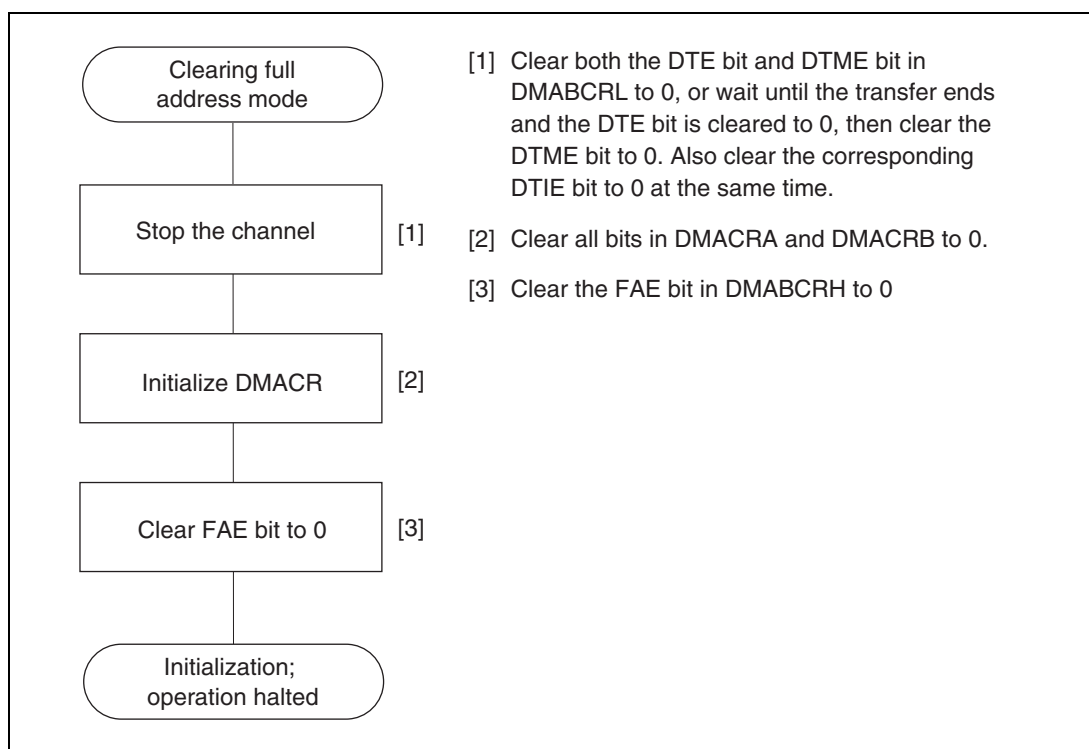 Clearing full
address mode
Stop the channel
[1]
Initialize DMACR
[2]
Clear FAE bit to 0
[3]
Initialization;
operation halted
[1] Clear both the DTE bit and DTME bit in
DMABCRL to 0, or wait until the transfer ends
and the DTE bit is cleared to 0, then clear the
DTME bit to 0. Also clear the corresponding
DTIE bit to 0 at the same time.
[2] Clear all bits in DMACRA and DMACRB to 0.
[3] Clear the FAE bit in DMABCRH to 0